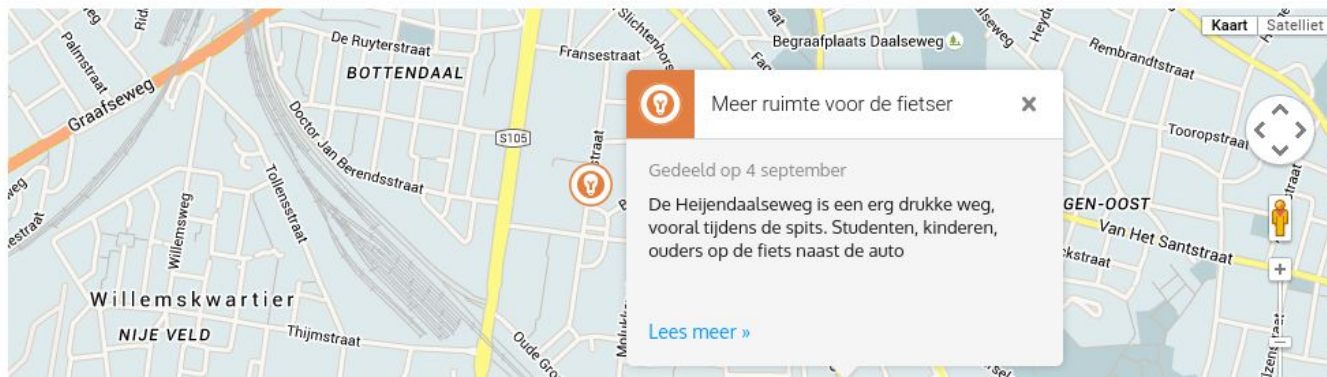 De Ruyterstraat
BOTTENDAAL
Palmstraat
Graafseweg
Doctor Jan Berendsstraat
Tollensstraat
Willemsweg
Willemskwartier
NIJE VELD
Thijmstraat
S105
Fransestraat
Begraafplaats Daalseweg
Rembrandtstraat
Tooropstraat
Van Het Santstraat
Kaart
Satelliet
Meer ruimte voor de fietser
Gedeeld op 4 september
De Heijendaalseweg is een erg drukke weg,
vooral tijdens de spits. Studenten, kinderen,
ouders op de fiets naast de auto
Lees meer »